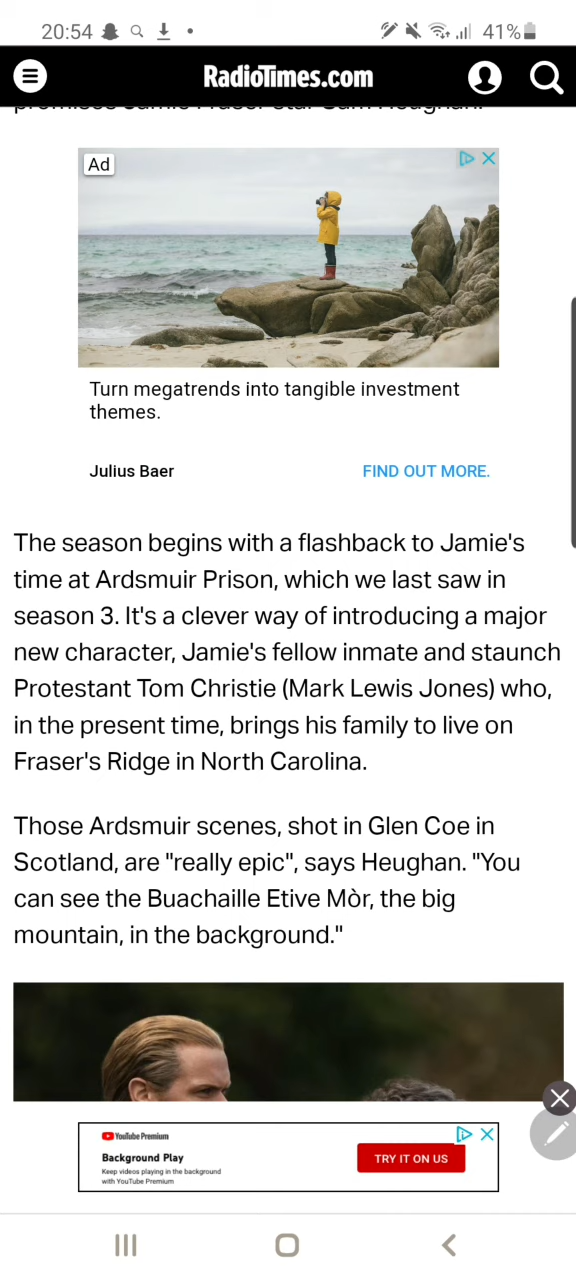 20:54
41%
RadioTimes.com
promises Jamie Fraser star Sam Heughan.
Ad
Turn megatrends into tangible investment
themes.
Julius Baer
FIND OUT MORE.
The season begins with a flashback to Jamie's
time at Ardsmuir Prison, which we last saw in
season 3. It's a clever way of introducing a major
new character, Jamie's fellow inmate and staunch
Protestant Tom Christie (Mark Lewis Jones) who,
in the present time, brings his family to live on
Fraser's Ridge in North Carolina.
Those Ardsmuir scenes, shot in Glen Coe in
Scotland, are "really epic", says Heughan. "You
can see the Buachaille Etive Mòr, the big
mountain, in the background."
YouTube Premium
Background Play
Keep videos playing in the background
with YouTube Premium
TRY IT ON US